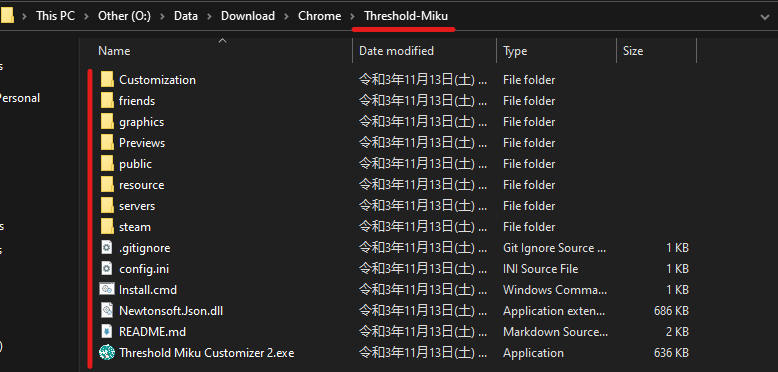 This PC > Other (O:) > Data > Download > Chrome > Threshold-Miku
Name Date modified Type Size
Customization 令和3年11月13日(土) ... File folder
friends 令和3年11月13日(土) ... File folder
graphics 令和3年11月13日(土) ... File folder
Previews 令和3年11月13日(土) ... File folder
public 令和3年11月13日(土) ... File folder
resource 令和3年11月13日(土) ... File folder
servers 令和3年11月13日(土) ... File folder
steam 令和3年11月13日(土) ... File folder
.gitignore 令和3年11月13日(土) ... Git Ignore Source ... 1 KB
config.ini 令和3年11月13日(土) ... INI Source File 1 KB
Install.cmd 令和3年11月13日(土) ... Windows Comma... 1 KB
Newtonsoft.Json.dll 令和3年11月13日(土) ... Application exten... 686 KB
README.md 令和3年11月13日(土) ... Markdown Source... 2 KB
Threshold Miku Customizer 2.exe 令和3年11月13日(土) ... Application 636 KB
s
Personal
s
s
)